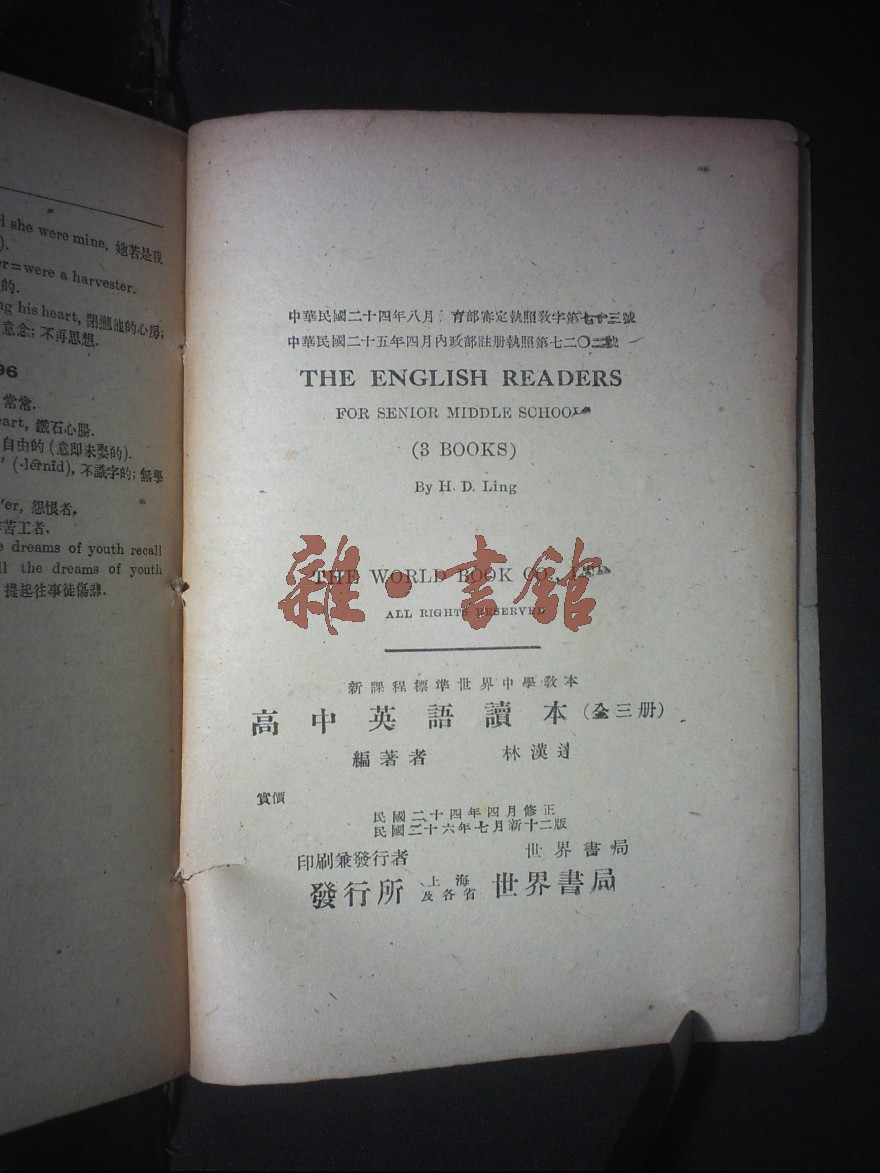 she were mine, 她若是我
).
r=were a harvester.
的.
ng his heart, 閉攏他的心房;
意念; 不再思想.
96
常常.
art, 鐵石心腸.
自由的 (意即未娶的).
(-lẽrnĭd), 不識字的; 無學
er, 怨恨者.
苦工者.
e dreams of youth recall
ll the dreams of youth
提起往事徒傷悲.
中華民國二十四年八月 育部審定執照教字第七十三號
中華民國二十五年四月內政部註册執照第七二〇二號
THE ENGLISH READERS
FOR SENIOR MIDDLE SCHOOLS
(3 BOOKS)
By H. D. Ling
THE WORLD BOOK CO.,
ALL RIGHTS RESERVED
雜·書館
新課程標準世界中學教本
高中英語讀本 (全三册)
編著者 林漢達
實價
民國二十四年四月修正
民國二十六年七月新十二版
印刷兼發行者 世界書局
發行所 上海及各省 世界書局